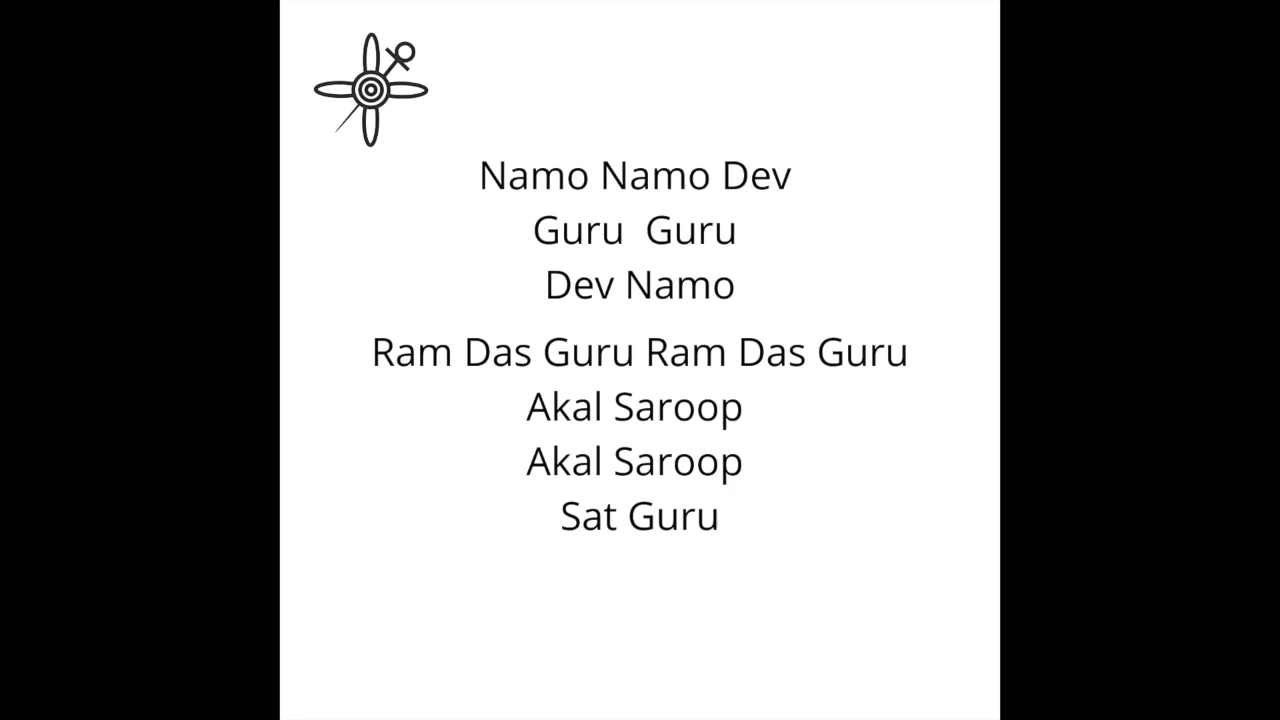 Namo Namo Dev
Guru  Guru
Dev Namo
Ram Das Guru Ram Das Guru
Akal Saroop
Akal Saroop
Sat Guru